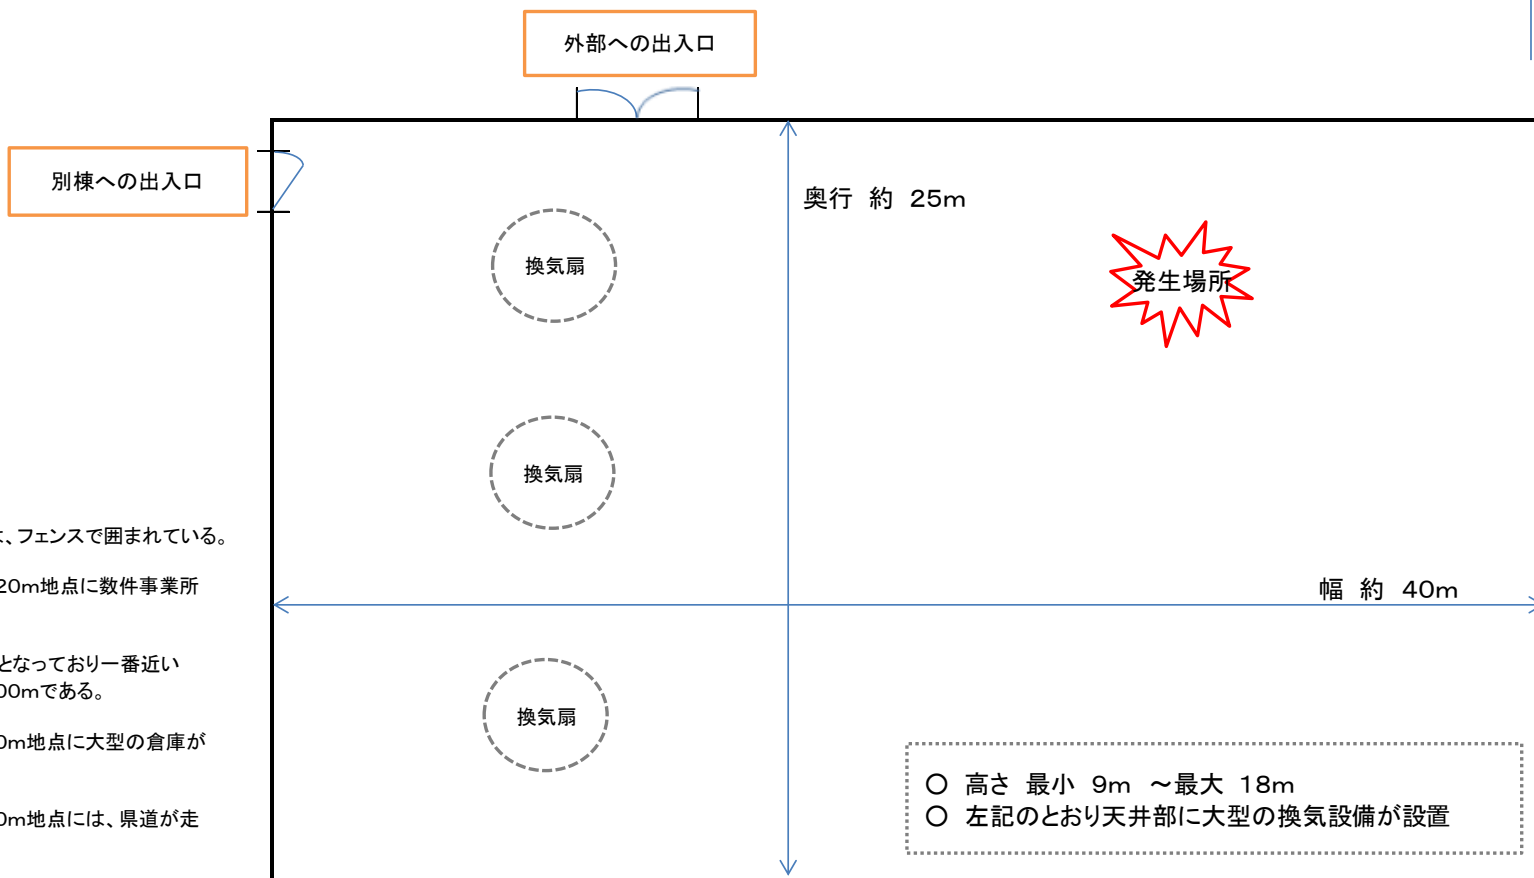 外部への出入口
別棟への出入口
奥行 約 25m
換気扇
発生場所
換気扇
、フェンスで囲まれている。
20m地点に数件事業所
幅 約 40m
となっており一番近い
00mである。
換気扇
0m地点に大型の倉庫が
○ 高さ 最小 9m ~最大 18m
○ 左記のとおり天井部に大型の換気設備が設置
0m地点には、県道が走